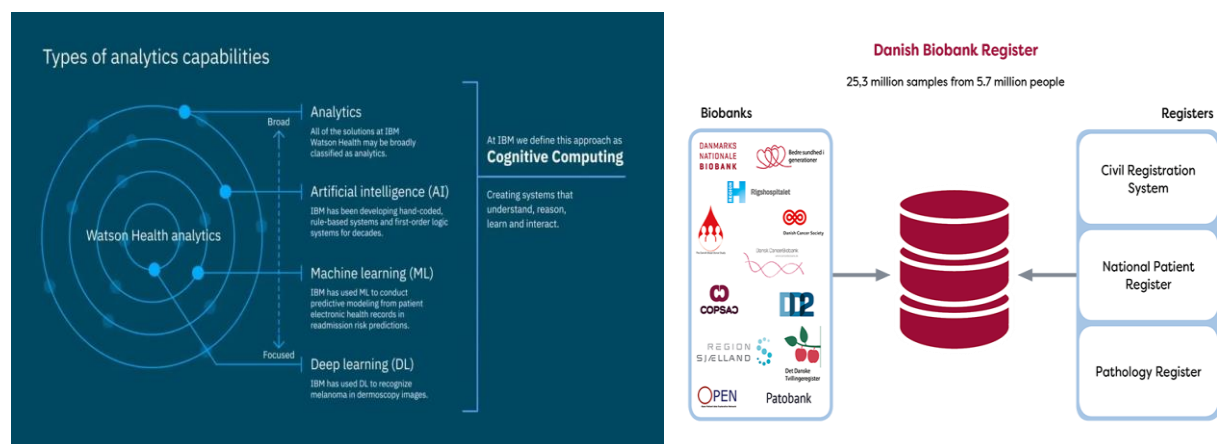 Types of analytics capabilities
Watson Health analytics
Broad
Focused
Analytics
All of the solutions at IBM
Watson Health may be broadly
classified as analytics.
Artificial intelligence (AI)
IBM has been developing hand-coded,
rule-based systems and first-order logic
systems for decades.
Machine learning (ML)
IBM has used ML to conduct
predictive modeling from patient
electronic health records in
readmission risk predictions.
Deep learning (DL)
IBM has used DL to recognize
melanoma in dermoscopy images.
At IBM we define this approach as
Cognitive Computing
Creating systems that
understand, reason,
learn and interact.
Danish Biobank Register
25,3 million samples from 5.7 million people
Biobanks
DANMARKS
NATIONALE
BIOBANK
Bedre sundhed i
generationer
Rigshospitalet
Danish Cancer Society
Dansk CancerBiobank
COPSAC
DD2
REGION
SJÆLLAND
Det Danske
Tvillingeregister
OPEN
Patobank
Registers
Civil Registration
System
National Patient
Register
Pathology Register